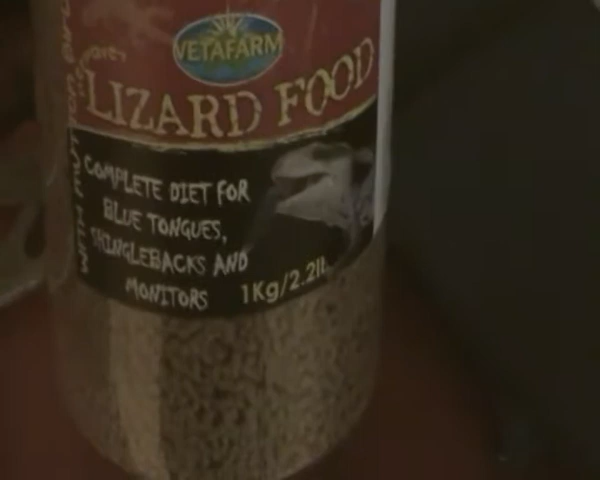 VETAFARM
LIZARD FOOD
COMPLETE DIET FOR
BLUE TONGUES,
SHINGLEBACKS AND
MONITORS
1Kg/2.2lb